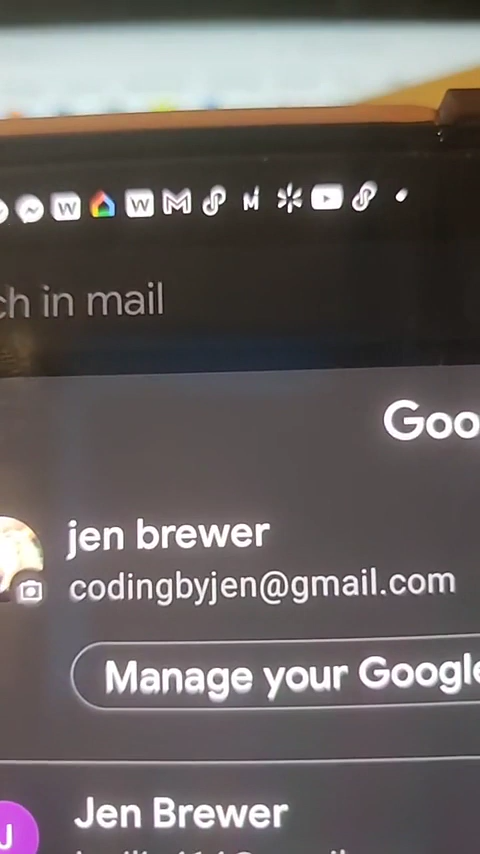 ch in mail
Goo
jen brewer
codingbyjen@gmail.com
Manage your Google
Jen Brewer
J